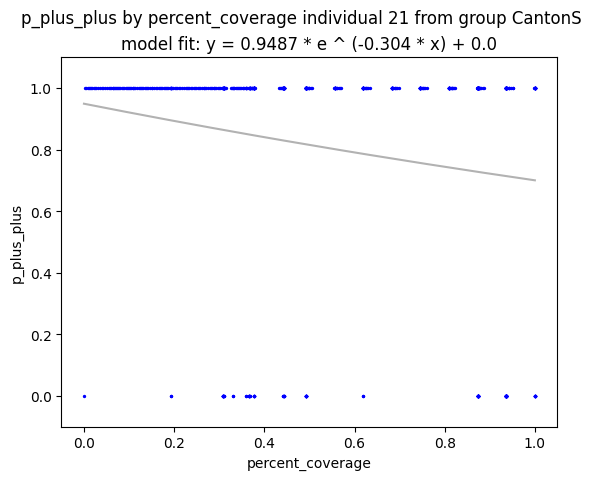 p_plus_plus by percent_coverage individual 21 from group CantonS
model fit: y = 0.9487 * e ^ (-0.304 * x) + 0.0
1.0
0.8
0.6
0.4
0.2
0.0
p_plus_plus
0.0 0.2 0.4 0.6 0.8 1.0
percent_coverage